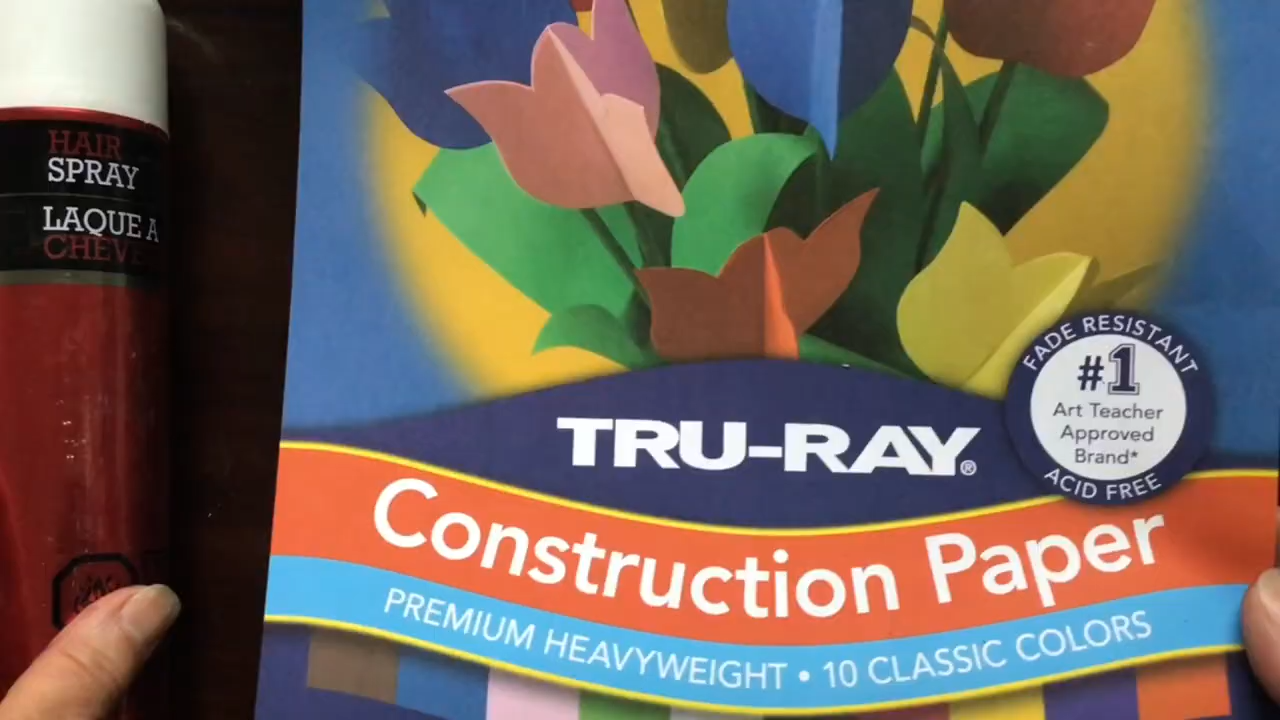 HAIR
SPRAY
LAQUE A
TRU-RAY®
Construction Paper
PREMIUM HEAVYWEIGHT • 10 CLASSIC COLORS
FADE RESISTANT
#1
Art Teacher
Approved
Brand*
ACID FREE